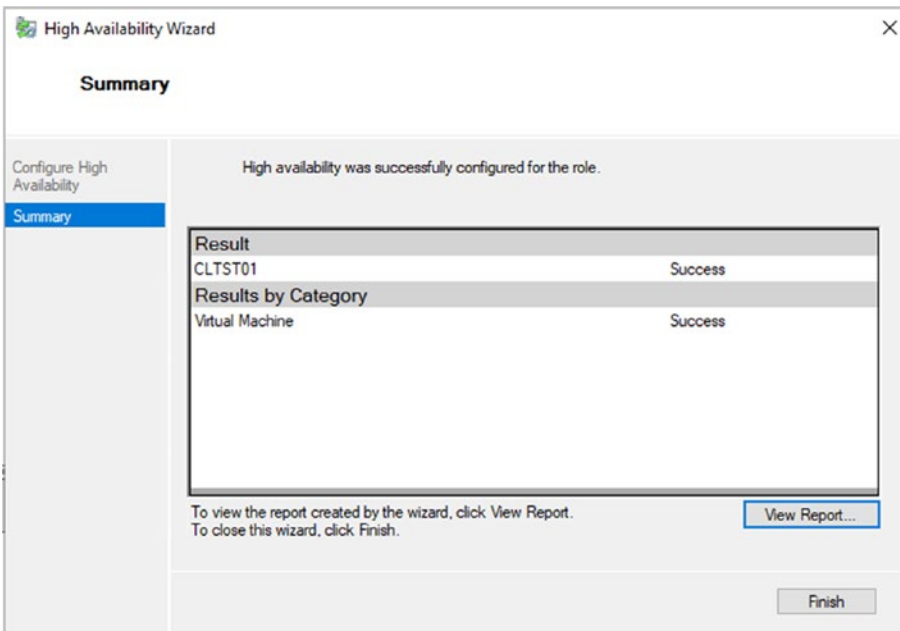 High Availability Wizard
Summary
Configure High
Availability
Summary
High availability was successfully configured for the role.
Result
CLTST01 Success
Results by Category
Virtual Machine Success
To view the report created by the wizard, click View Report.
To close this wizard, click Finish.
View Report...
Finish